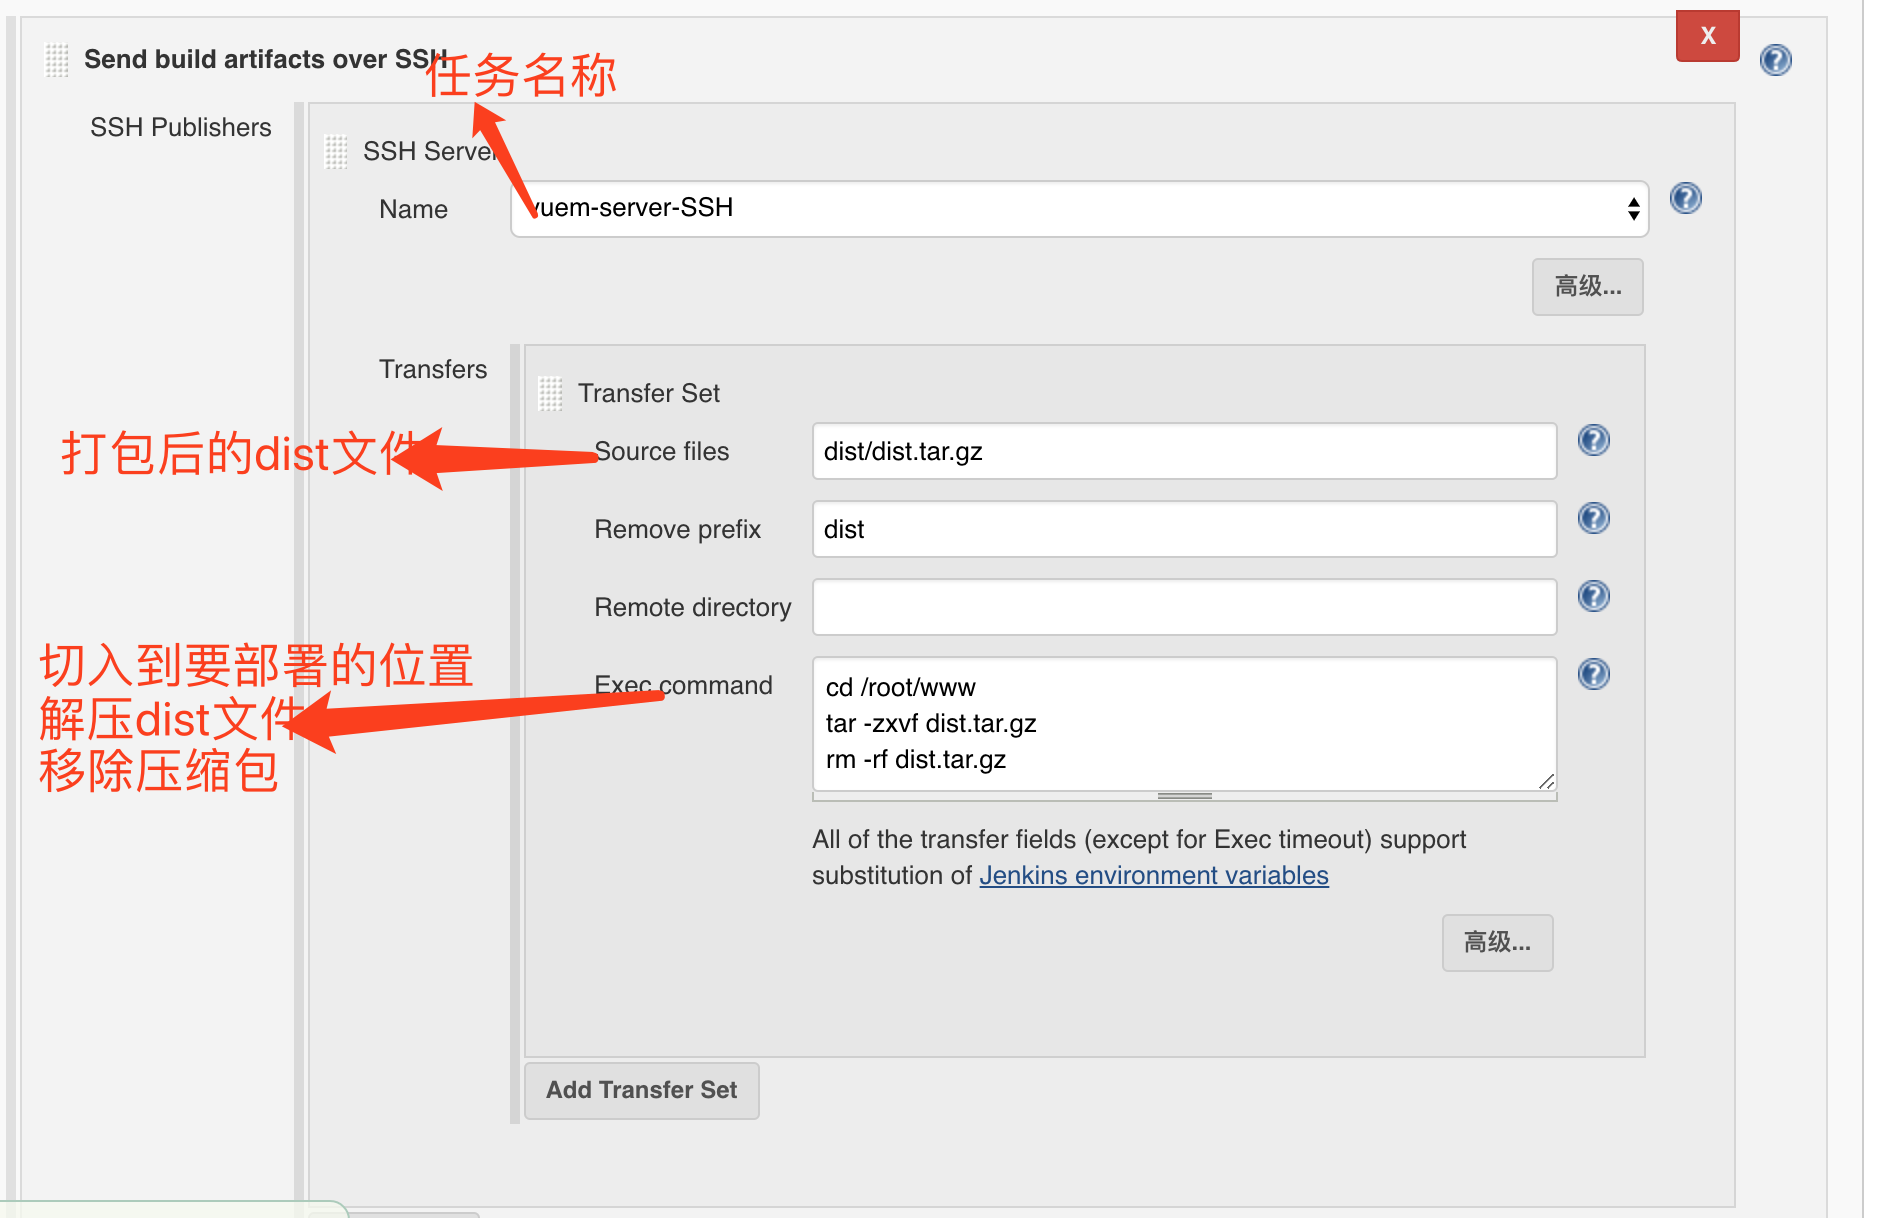 Send build artifacts over SSH
任务名称
X
SSH Publishers
SSH Server
Name
vuem-server-SSH
高级...
Transfers
Transfer Set
打包后的dist文件
Source files
dist/dist.tar.gz
Remove prefix
dist
Remote directory
切入到要部署的位置
解压dist文件
移除压缩包
Exec command
cd /root/www
tar -zxvf dist.tar.gz
rm -rf dist.tar.gz
All of the transfer fields (except for Exec timeout) support
substitution of Jenkins environment variables
高级...
Add Transfer Set